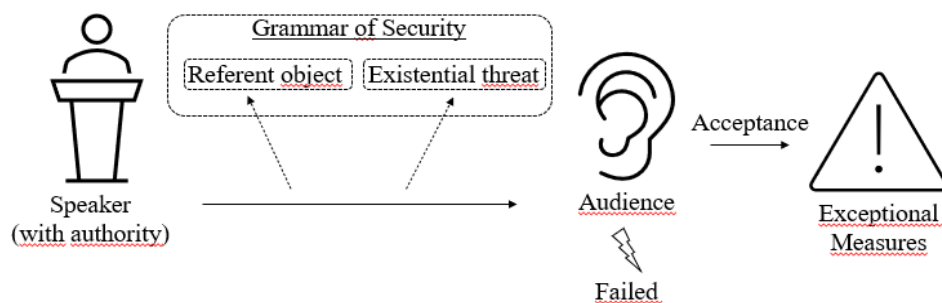 Grammar of Security
Referent object
Existential threat
Speaker
(with authority)
Audience
Acceptance
Exceptional
Measures
Failed